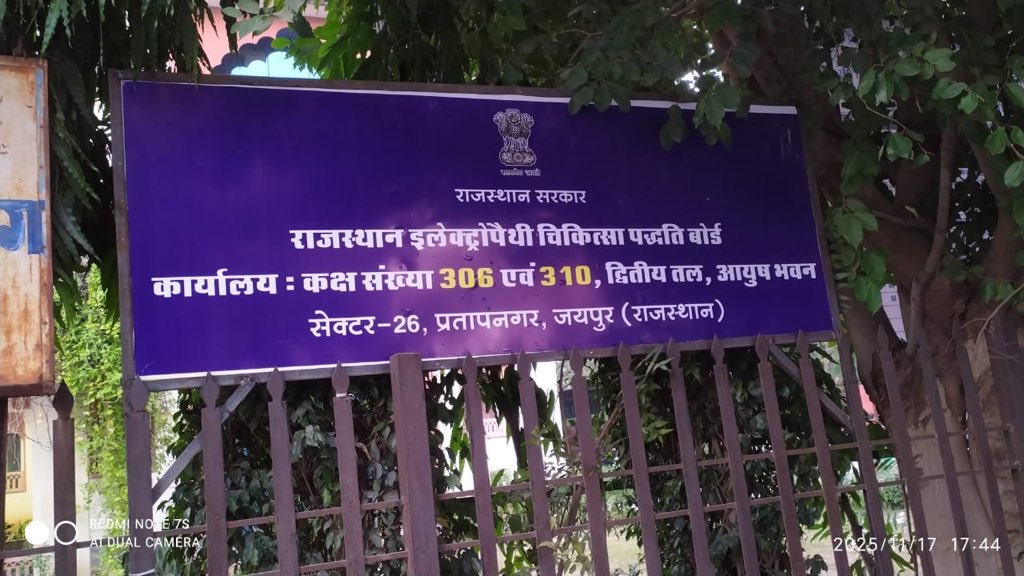 राजस्थान सरकार
राजस्थान इलेक्ट्रोपैथी चिकित्सा पद्धति बोर्ड
कार्यालय : कक्ष संख्या 306 एवं 310, द्वितीय तल, आयुष भवन
सेक्टर-26, प्रतापनगर, जयपुर (राजस्थान)
REDMI NOTE 7S
AI DUAL CAMERA
2025/11/17 17:44